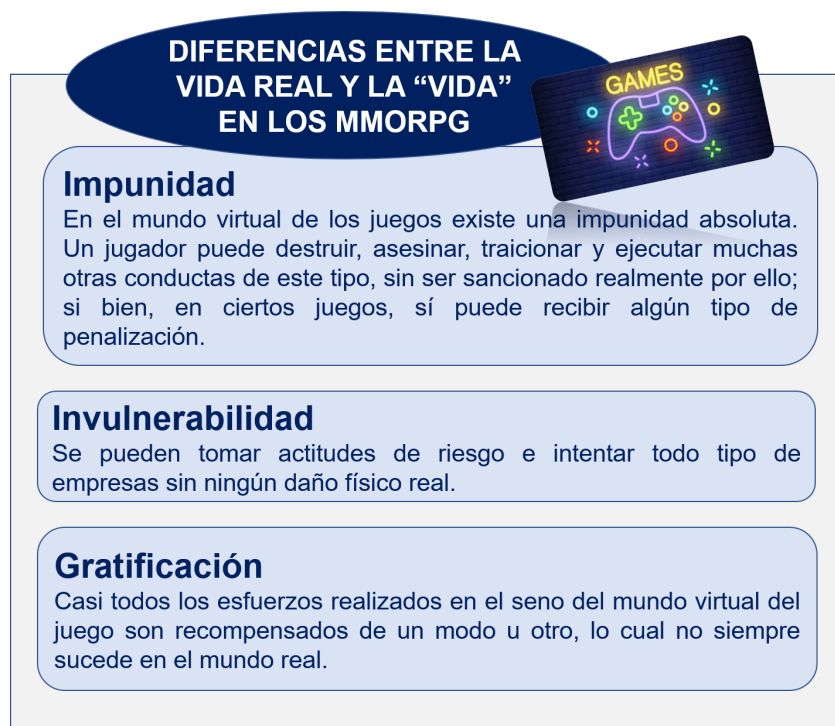 DIFERENCIAS ENTRE LA
VIDA REAL Y LA “VIDA”
EN LOS MMORPG
GAMES
Impunidad
En el mundo virtual de los juegos existe una impunidad absoluta.
Un jugador puede destruir, asesinar, traicionar y ejecutar muchas
otras conductas de este tipo, sin ser sancionado realmente por ello;
si bien, en ciertos juegos, sí puede recibir algún tipo de
penalización.
Invulnerabilidad
Se pueden tomar actitudes de riesgo e intentar todo tipo de
empresas sin ningún daño físico real.
Gratificación
Casi todos los esfuerzos realizados en el seno del mundo virtual del
juego son recompensados de un modo u otro, lo cual no siempre
sucede en el mundo real.